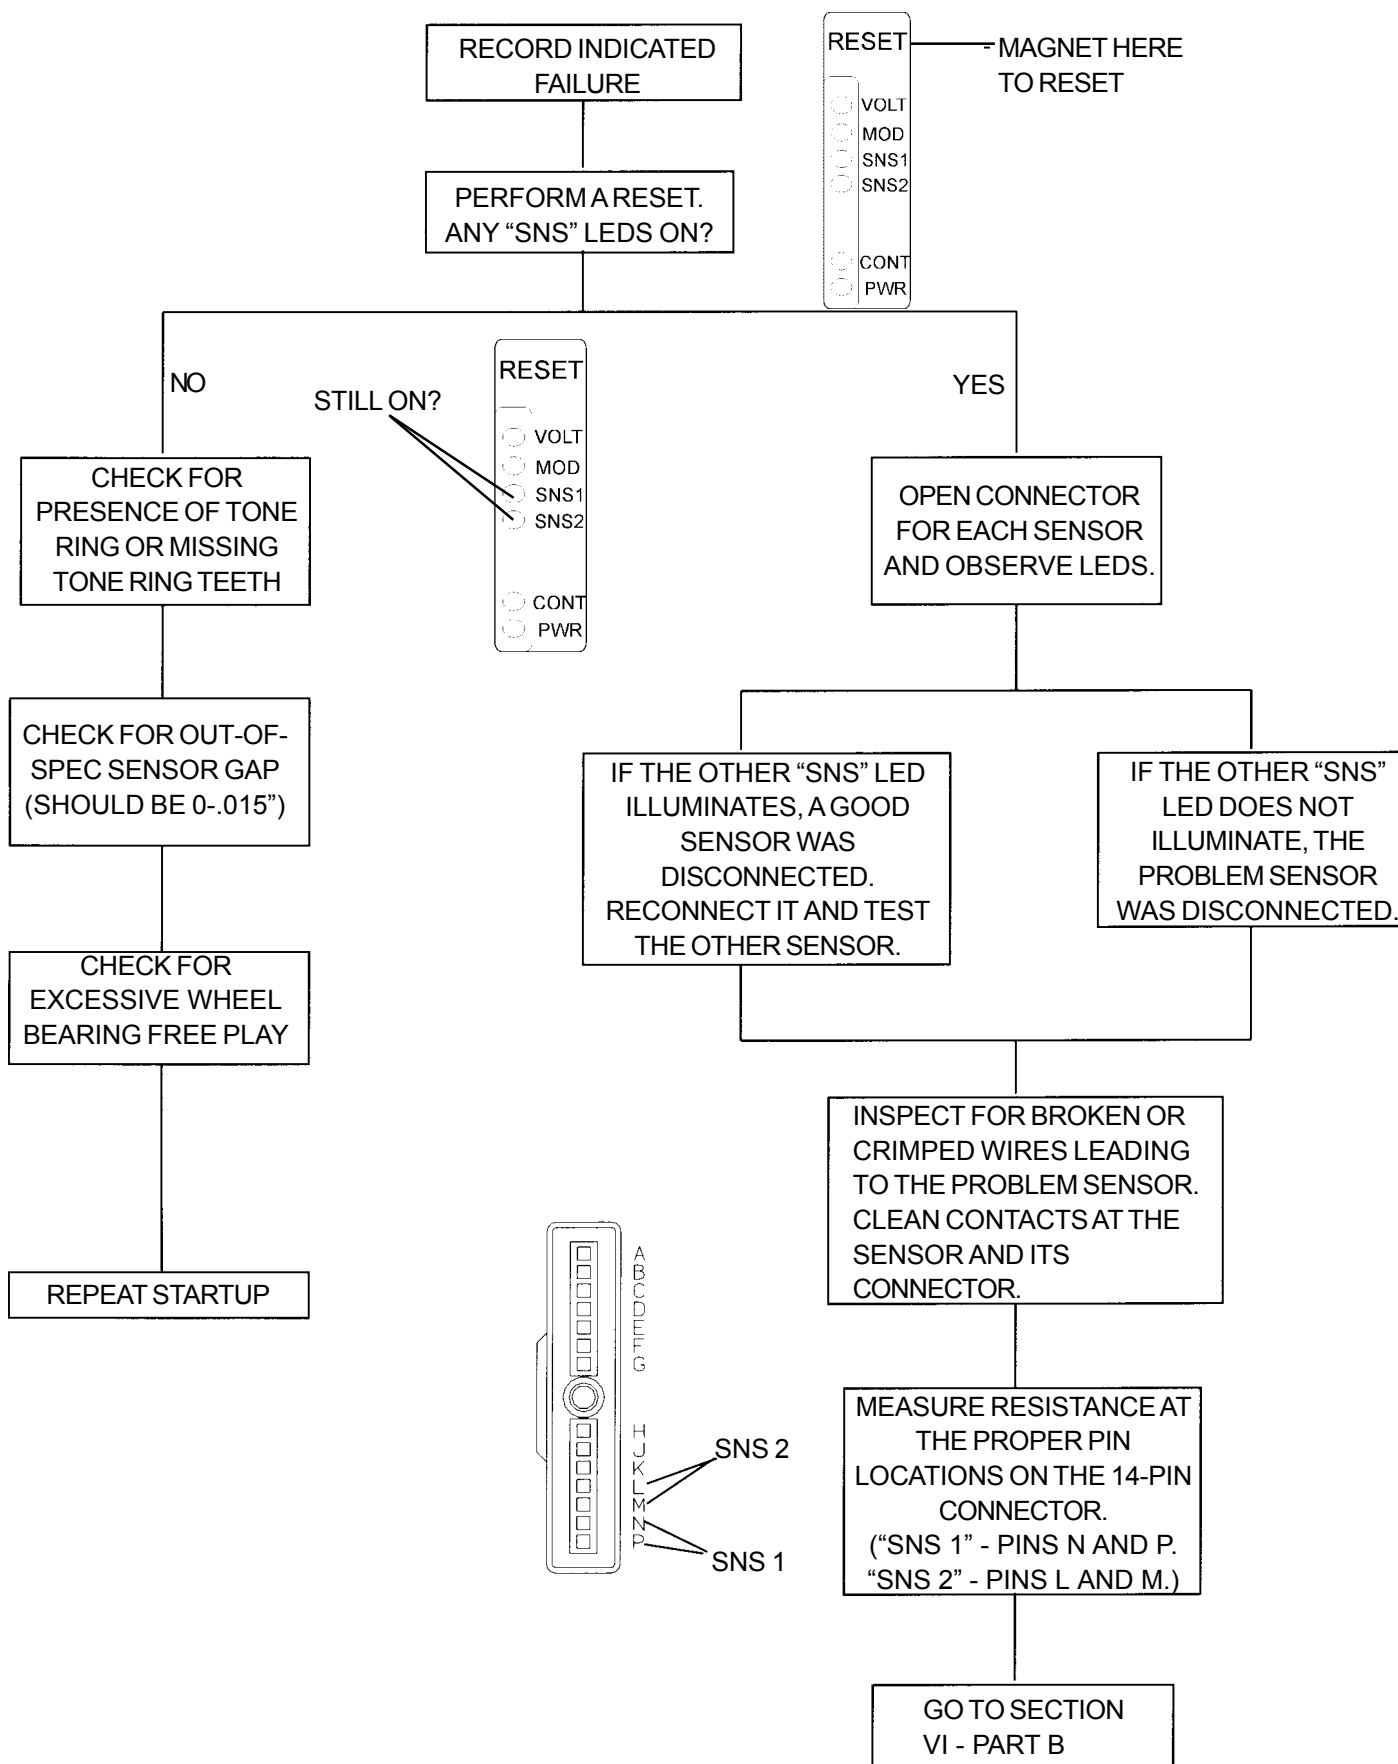 RECORD INDICATED
FAILURE
RESET
MAGNET HERE
TO RESET
VOLT
MOD
SNS1
SNS2
CONT
PWR
PERFORM A RESET.
ANY “SNS” LEDS ON?
NO
STILL ON?
RESET
VOLT
MOD
SNS1
SNS2
CONT
PWR
YES
CHECK FOR
PRESENCE OF TONE
RING OR MISSING
TONE RING TEETH
OPEN CONNECTOR
FOR EACH SENSOR
AND OBSERVE LEDS.
CHECK FOR OUT-OF-
SPEC SENSOR GAP
(SHOULD BE 0-.015”)
IF THE OTHER “SNS” LED
ILLUMINATES, A GOOD
SENSOR WAS
DISCONNECTED.
RECONNECT IT AND TEST
THE OTHER SENSOR.
IF THE OTHER “SNS”
LED DOES NOT
ILLUMINATE, THE
PROBLEM SENSOR
WAS DISCONNECTED.
CHECK FOR
EXCESSIVE WHEEL
BEARING FREE PLAY
REPEAT STARTUP
INSPECT FOR BROKEN OR
CRIMPED WIRES LEADING
TO THE PROBLEM SENSOR.
CLEAN CONTACTS AT THE
SENSOR AND ITS
CONNECTOR.
A
B
C
D
E
F
G
H
J
K
L
M
N
P
SNS 2
SNS 1
MEASURE RESISTANCE AT
THE PROPER PIN
LOCATIONS ON THE 14-PIN
CONNECTOR.
(“SNS 1” - PINS N AND P.
“SNS 2” - PINS L AND M.)
GO TO SECTION
VI - PART B